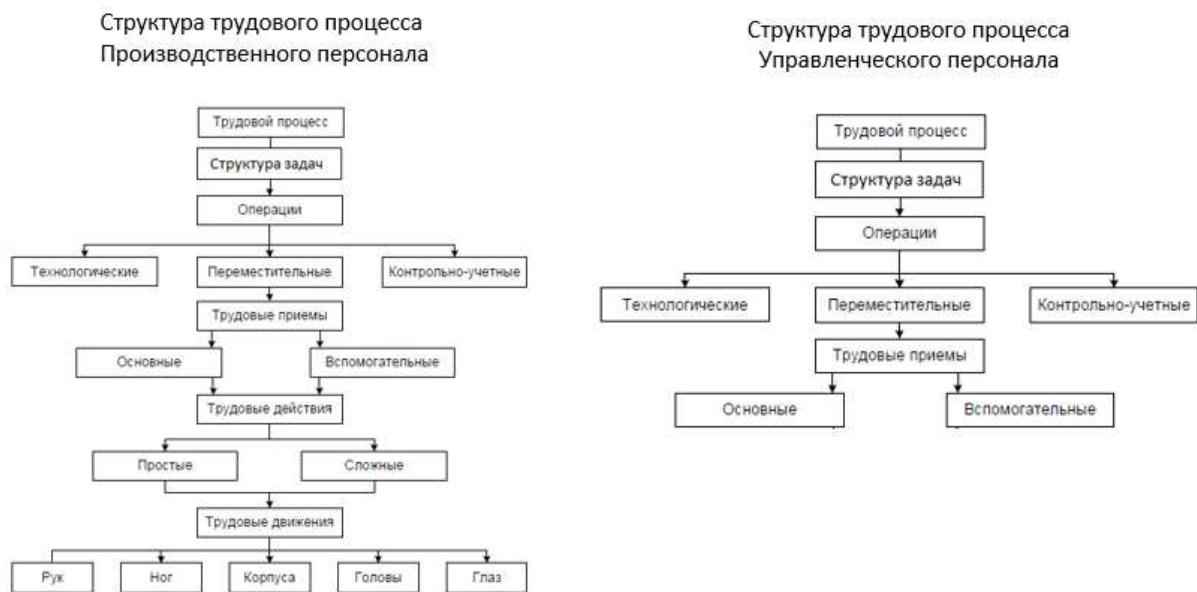 Структура трудового процесса
Производственного персонала
Трудовой процесс
Структура задач
Операции
Технологические
Переместительные
Контрольно-учетные
Трудовые приемы
Основные
Вспомогательные
Трудовые действия
Простые
Сложные
Трудовые движения
Рук
Ног
Корпуса
Головы
Глаз
Структура трудового процесса
Управленческого персонала
Трудовой процесс
Структура задач
Операции
Технологические
Переместительные
Контрольно-учетные
Трудовые приемы
Основные
Вспомогательные